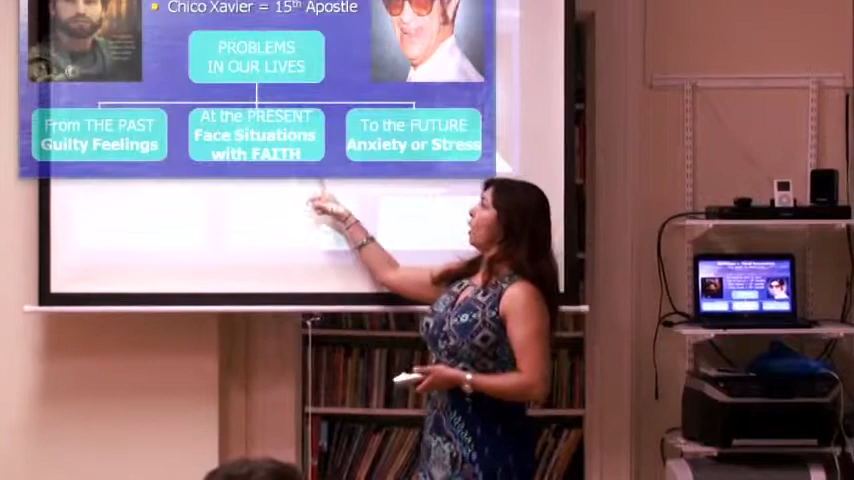 Chico Xavier = 15th Apostle
PROBLEMS
IN OUR LIVES
From THE PAST
Guilty Feelings
At the PRESENT
Face Situations
with FAITH
To the FUTURE
Anxiety or Stress